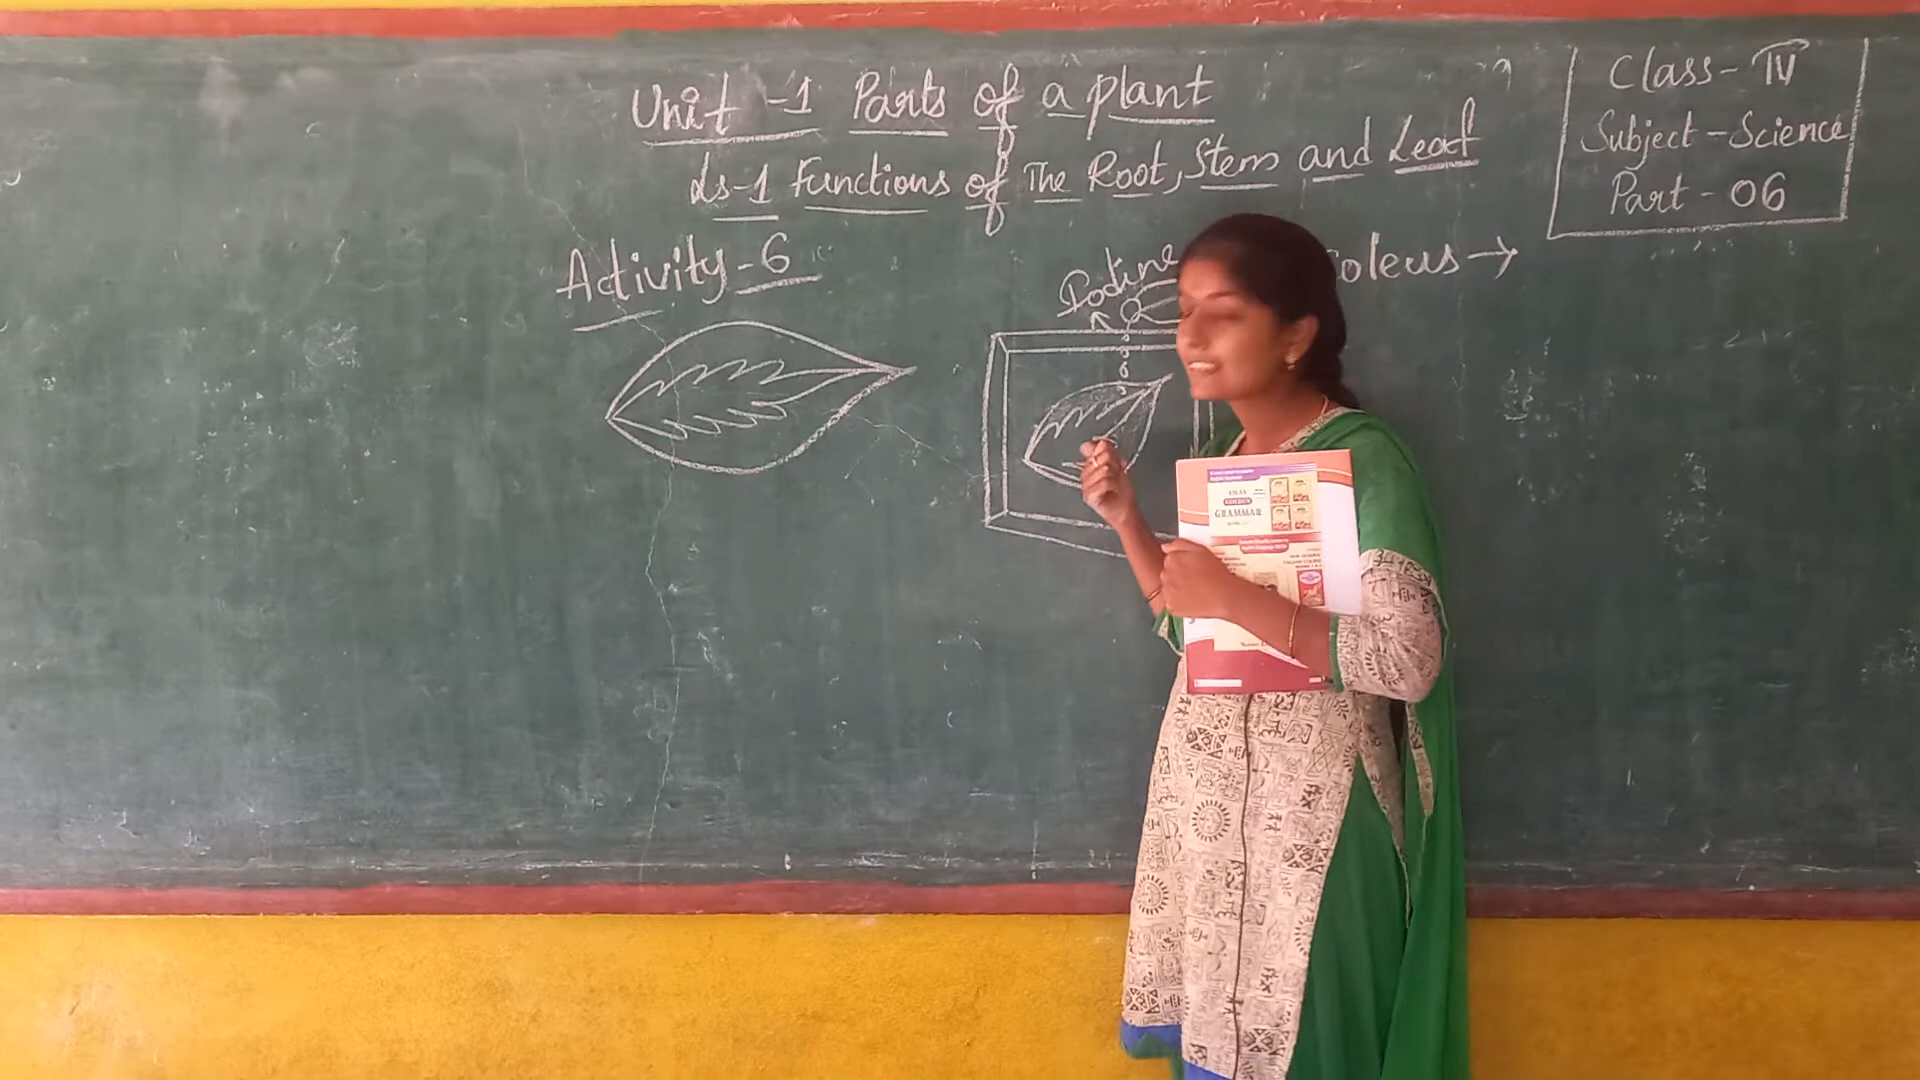 Unit -1 Parts of a plant
Ls-1 Functions of The Root, Stem and Leaf
Class - IV
Subject - Science
Part - 06
Activity - 6
Iodine
oleus →
GRAMMAR